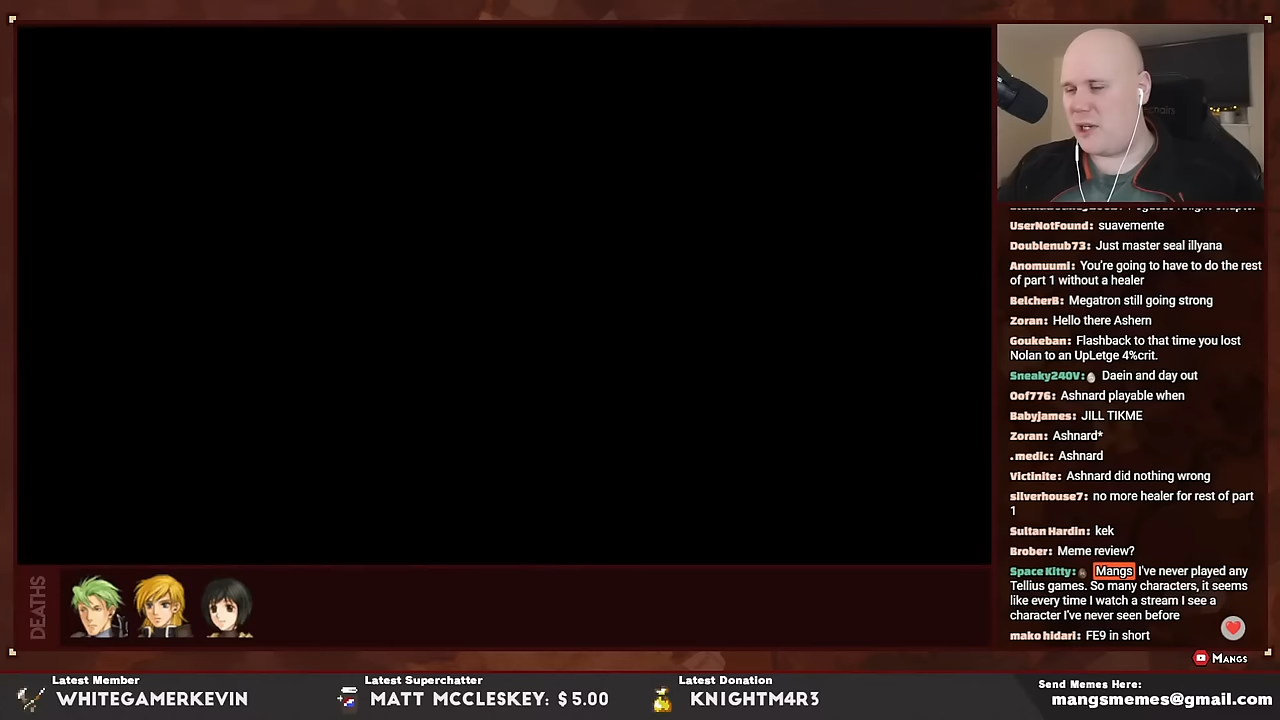 UserNotFound: suavemente
Doublenub73: Just master seal illyana
Anomuumi: You're going to have to do the rest
of part 1 without a healer
BelcherB: Megatron still going strong
Zoran: Hello there Ashern
Goukeban: Flashback to that time you lost
Nolan to an UpLetge 4%crit.
Sneaky240V: Daein and day out
Oof776: Ashnard playable when
Babyjames: JILL TIKME
Zoran: Ashnard*
.medic: Ashnard
Victinite: Ashnard did nothing wrong
silverhouse7: no more healer for rest of part
1
Sultan Hardin: kek
Brober: Meme review?
Space Kitty: Mangs I've never played any
Tellius games. So many characters, it seems
like every time I watch a stream I see a
character I've never seen before
mako hidari: FE9 in short
DEATHS
MANGS
Latest Member
WHITEGAMERKEVIN
Latest Superchatter
MATT MCCLESKEY: $5.00
Latest Donation
KN1GHTM4R3
Send Memes Here:
mangsmemes@gmail.com